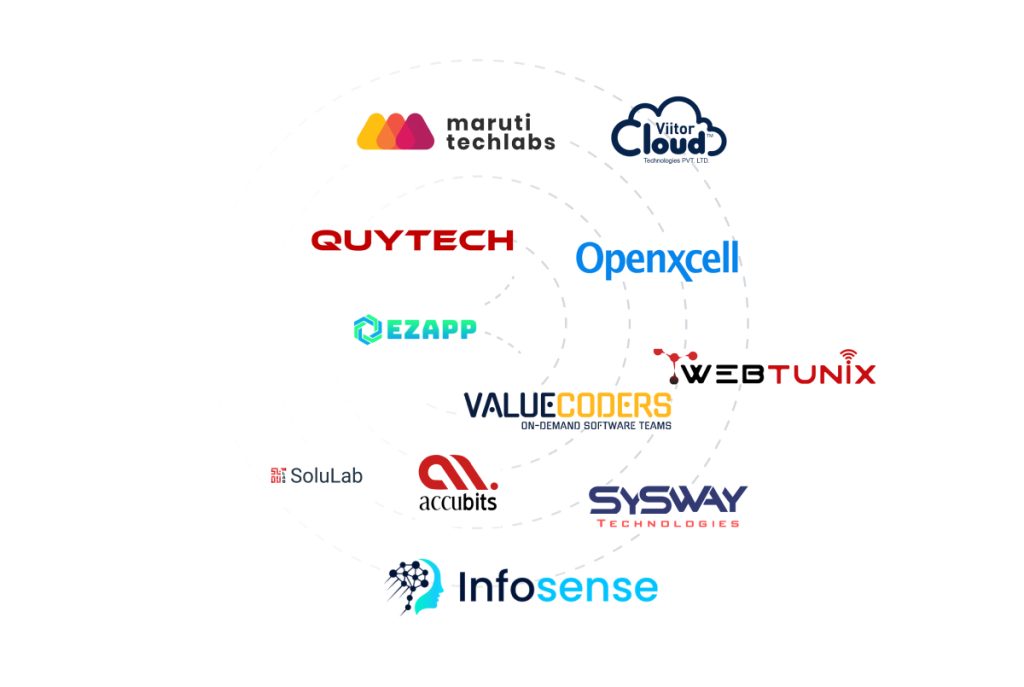 maruti
techlabs
Viitor
Cloud™
Technologies PVT. LTD.
QUYTECH
Openxcell
EZAPP
WEBTUNIX
VALUECODERS
ON-DEMAND SOFTWARE TEAMS
SoluLab
accubits
SYSWAY
TECHNOLOGIES
Infosense